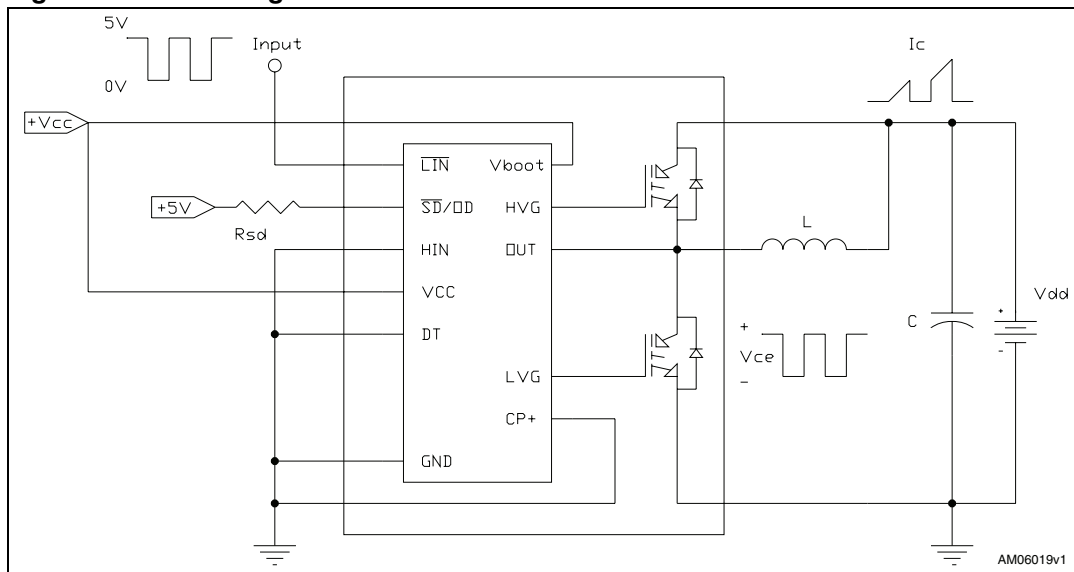 5V
0V
Input
Ic
+Vcc
LIN
Vboot
+5V
Rsd
SD/OD
HVG
L
HIN
OUT
VCC
Vdd
DT
C
+
Vce
-
+
-
LVG
CP+
GND
AM06019v1